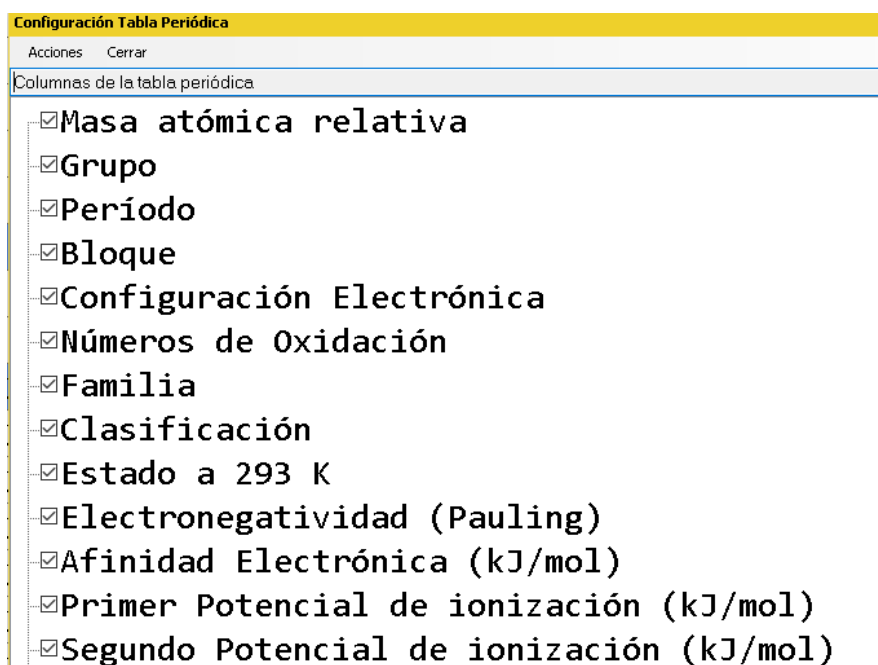 Configuración Tabla Periódica
Acciones Cerrar
Columnas de la tabla periódica
Masa atómica relativa
Grupo
Período
Bloque
Configuración Electrónica
Números de Oxidación
Familia
Clasificación
Estado a 293 K
Electronegatividad (Pauling)
Afinidad Electrónica (kJ/mol)
Primer Potencial de ionización (kJ/mol)
Segundo Potencial de ionización (kJ/mol)